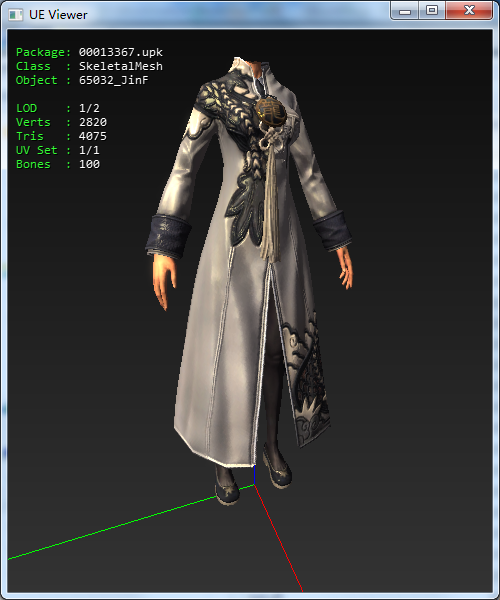 UE Viewer
Package: 00013367.upk
Class : SkeletalMesh
Object : 65032_JinF
LOD : 1/2
Verts : 2820
Tris : 4075
UV Set : 1/1
Bones : 100